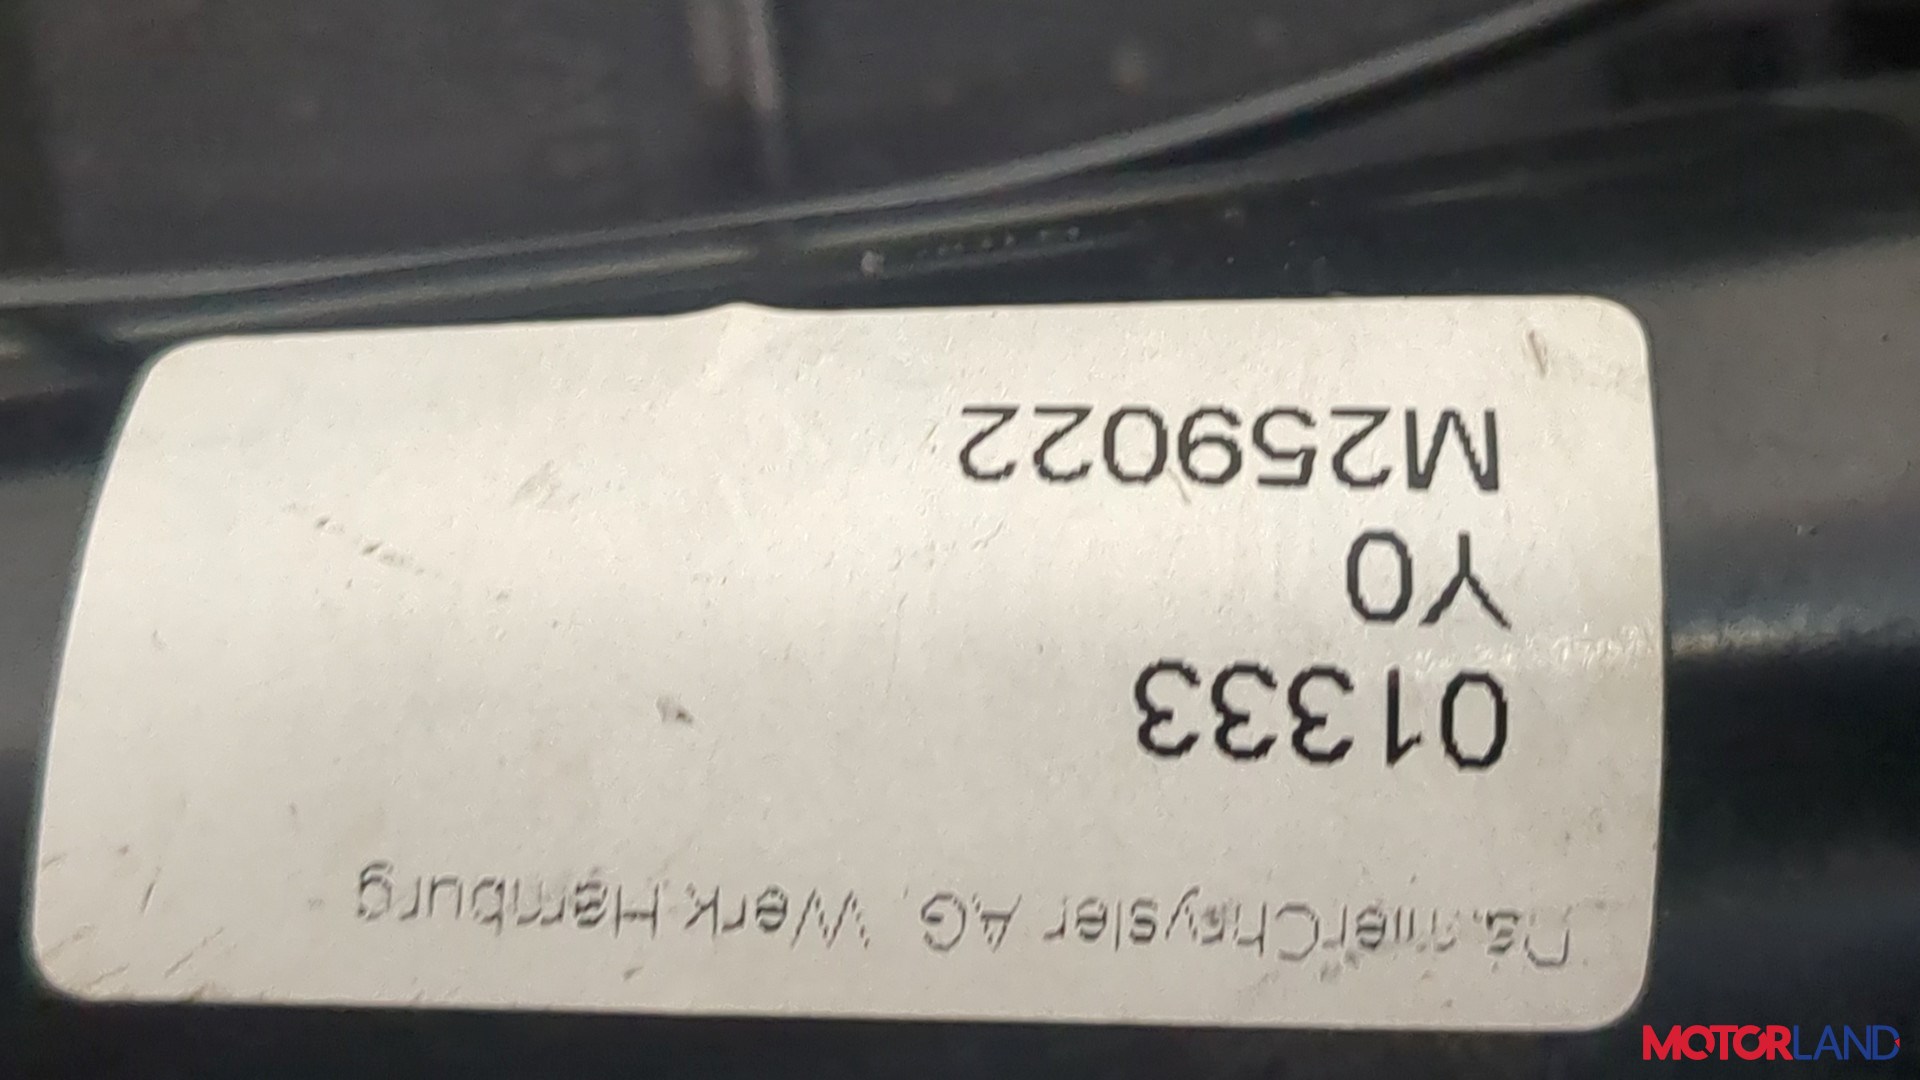 DaimlerChrysler AG, Werk Hamburg
01333
Y0
M259022
MOTORLAND